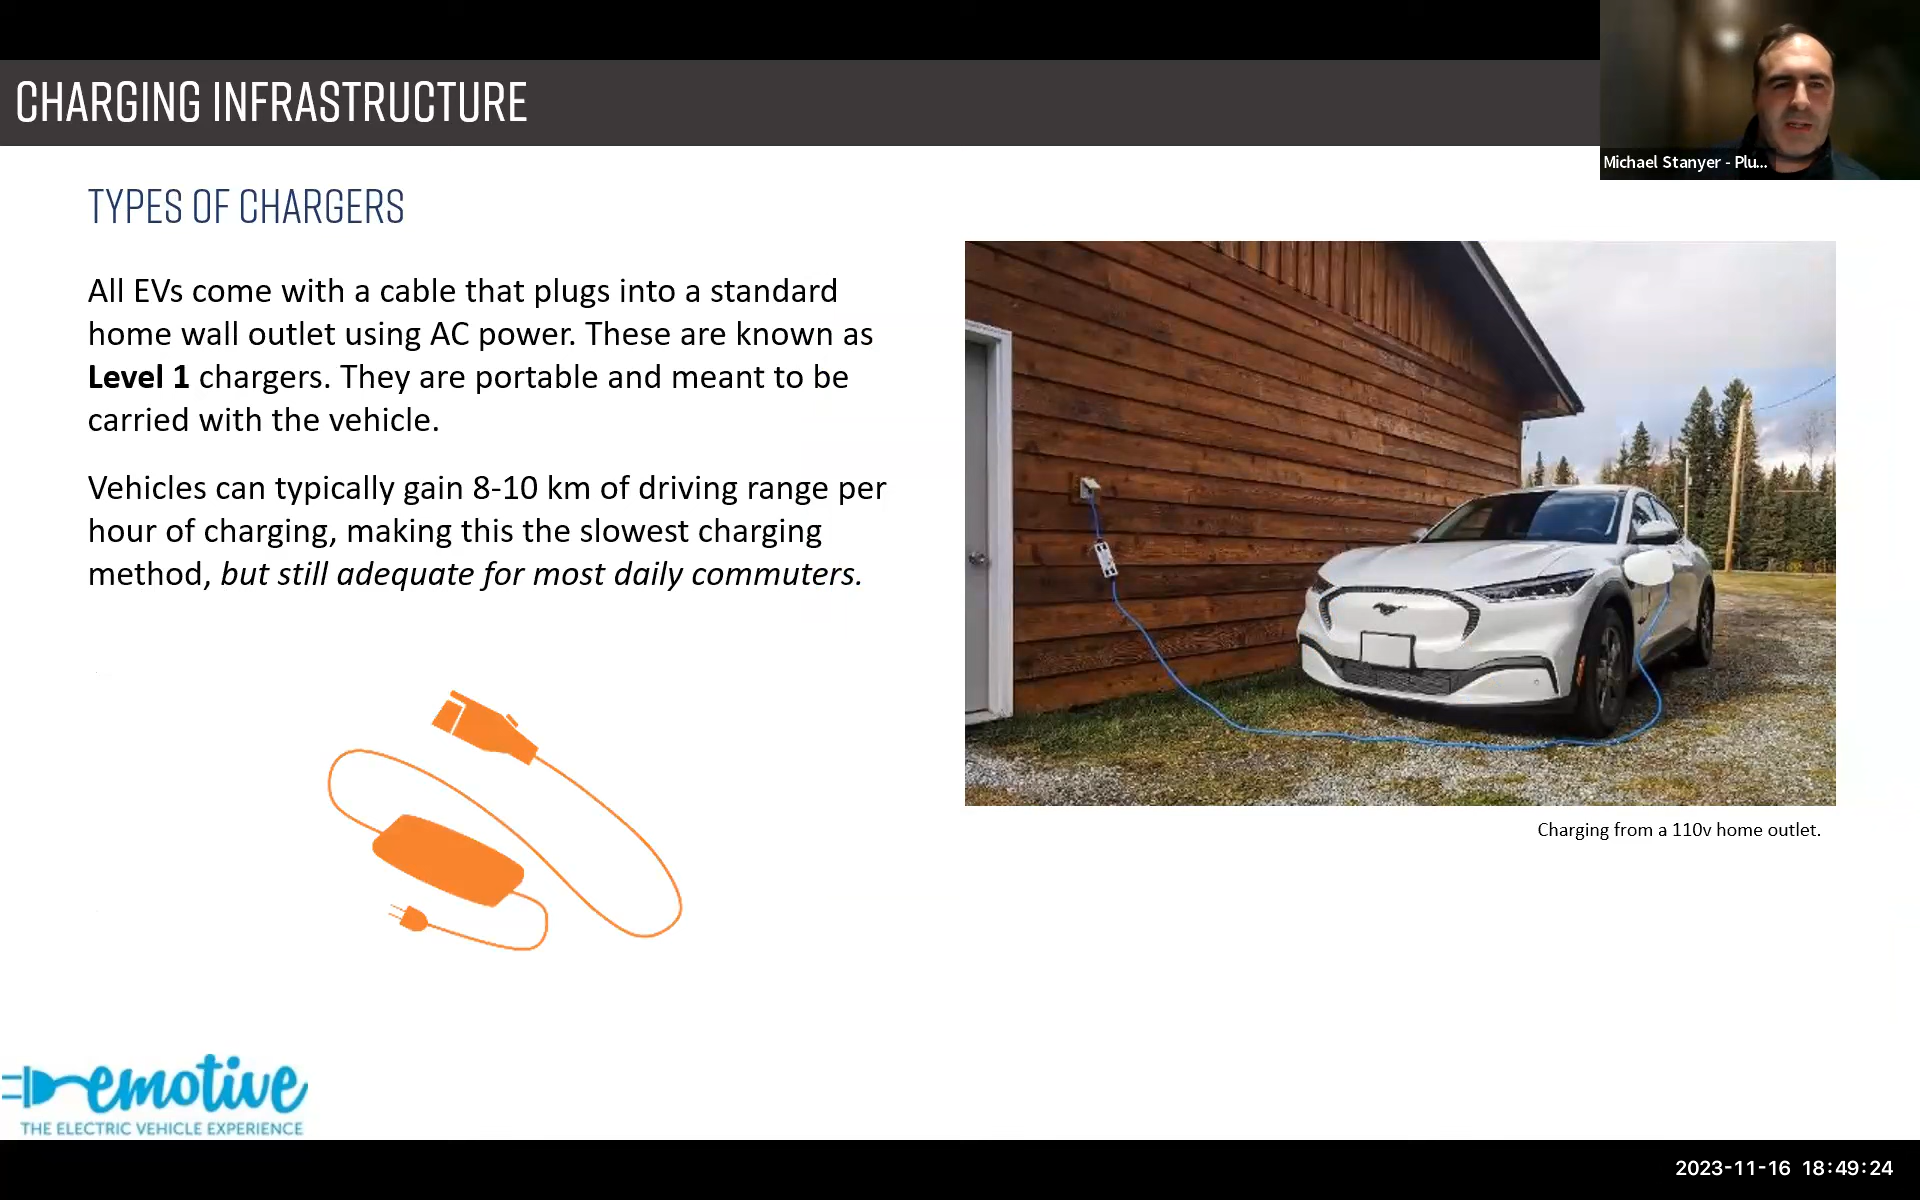 CHARGING INFRASTRUCTURE
Michael Stanyer - Plu...
TYPES OF CHARGERS
All EVs come with a cable that plugs into a standard
home wall outlet using AC power. These are known as
Level 1 chargers. They are portable and meant to be
carried with the vehicle.
Vehicles can typically gain 8-10 km of driving range per
hour of charging, making this the slowest charging
method, but still adequate for most daily commuters.
Charging from a 110v home outlet.
emotive
THE ELECTRIC VEHICLE EXPERIENCE
2023-11-16 18:49:24